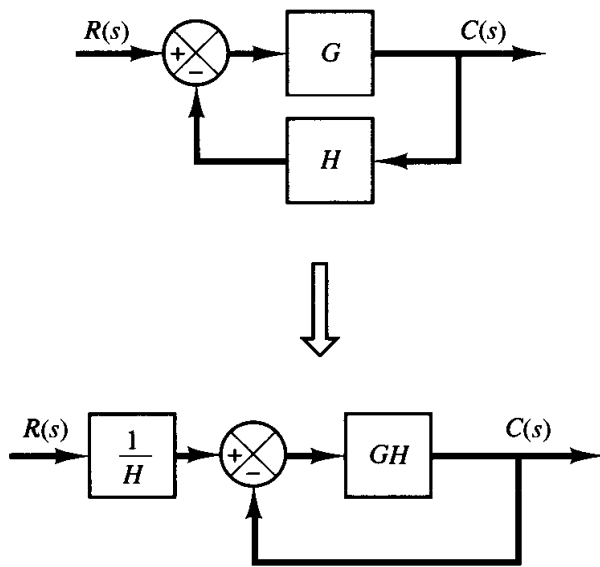 R(s) + − G C(s)
H
R(s) 1/H + − GH C(s)